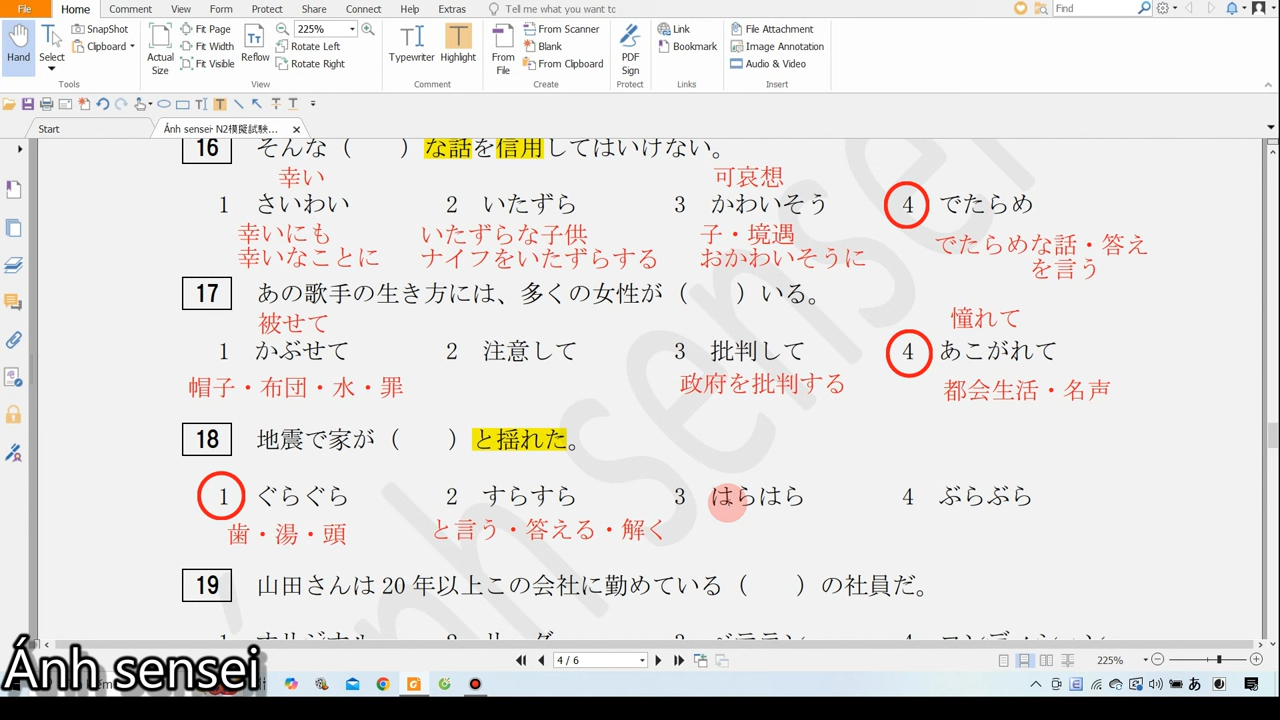 File Home Comment View Form Protect Share Connect Help Extras Tell me what you want to Find
Hand Select SnapShot Clipboard Actual Size Fit Page Fit Width Fit Visible Reflow 225% Rotate Left Rotate Right Typewriter Highlight From File From Scanner Blank From Clipboard PDF Sign Link Bookmark File Attachment Image Annotation Audio & Video
Tools View Comment Create Protect Links Insert
Start Ánh sensei N2模擬試験...
16 そんな（ ）な話を信用してはいけない。
幸い 可哀想
1 さいわい 2 いたずら 3 かわいそう 4 でたらめ
幸いにも いたずらな子供 子・境遇 でたらめな話・答え
幸いなことに ナイフをいたずらする おかわいそうに を言う
17 あの歌手の生き方には、多くの女性が（ ）いる。
被せて 憧れて
1 かぶせて 2 注意して 3 批判して 4 あこがれて
帽子・布団・水・罪 政府を批判する 都会生活・名声
18 地震で家が（ ）と揺れた。
1 ぐらぐら 2 すらすら 3 はらはら 4 ぶらぶら
歯・湯・頭 と言う・答える・解く
19 山田さんは 20 年以上この会社に勤めている（ ）の社員だ。
Ánh sensei
4 / 6 225%